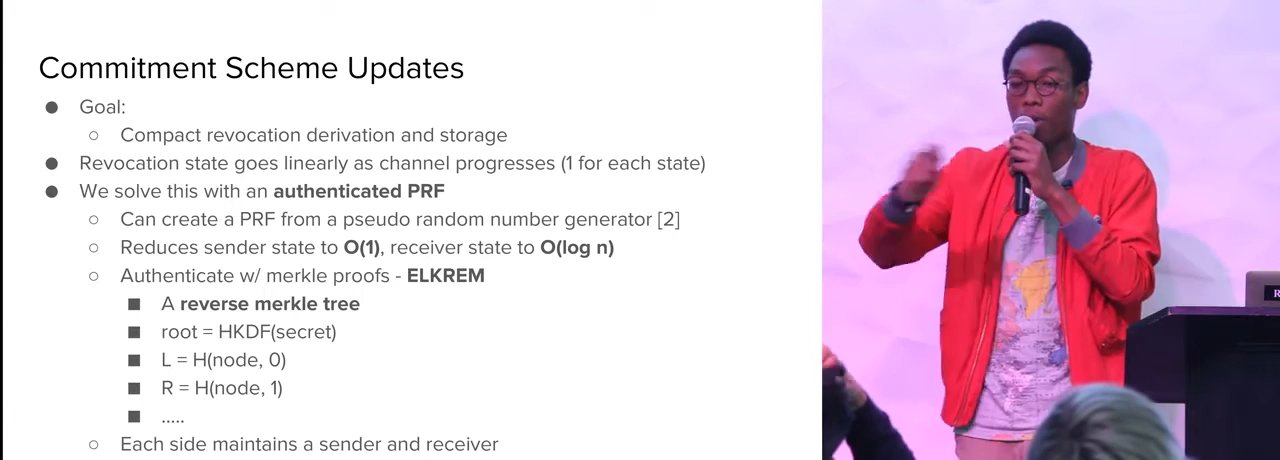 Commitment Scheme Updates
● Goal:
○ Compact revocation derivation and storage
● Revocation state goes linearly as channel progresses (1 for each state)
● We solve this with an authenticated PRF
○ Can create a PRF from a pseudo random number generator [2]
○ Reduces sender state to O(1), receiver state to O(log n)
○ Authenticate w/ merkle proofs - ELKREM
■ A reverse merkle tree
■ root = HKDF(secret)
■ L = H(node, 0)
■ R = H(node, 1)
■ .....
○ Each side maintains a sender and receiver